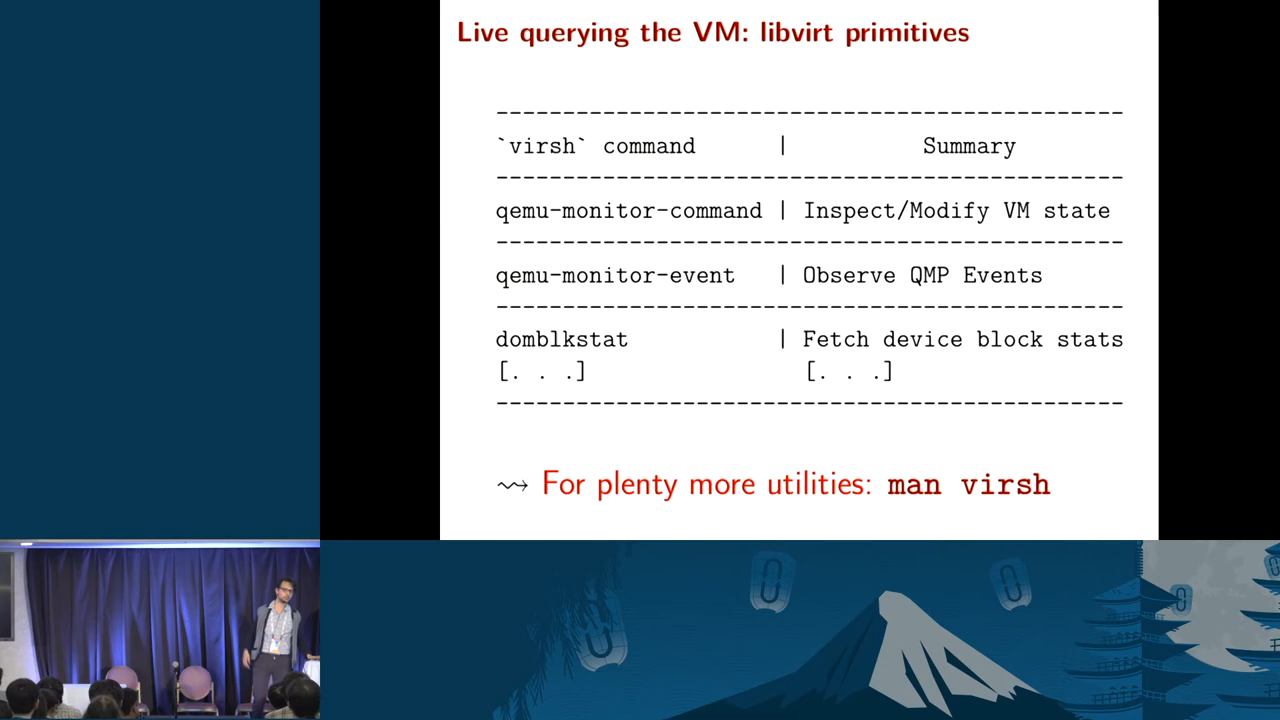 Live querying the VM: libvirt primitives
-----------------------------------------------
`virsh` command | Summary
-----------------------------------------------
qemu-monitor-command | Inspect/Modify VM state
-----------------------------------------------
qemu-monitor-event | Observe QMP Events
-----------------------------------------------
domblkstat | Fetch device block stats
[. . .] [. . .]
-----------------------------------------------
⇝ For plenty more utilities: man virsh